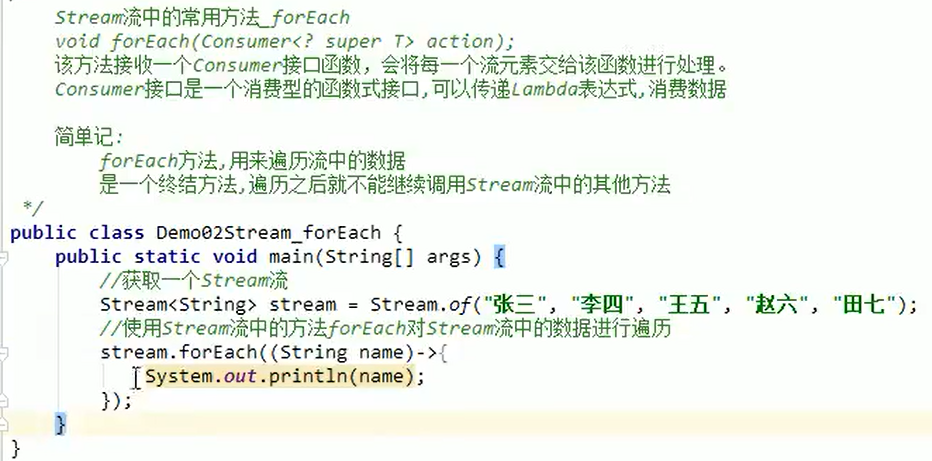 Stream流中的常用方法_forEach
void forEach(Consumer<? super T> action);
该方法接收一个Consumer接口函数，会将每一个流元素交给该函数进行处理。
Consumer接口是一个消费型的函数式接口,可以传递Lambda表达式,消费数据
简单记:
forEach方法,用来遍历流中的数据
是一个终结方法,遍历之后就不能继续调用Stream流中的其他方法
*/
public class Demo02Stream_forEach {
public static void main(String[] args) {
//获取一个Stream流
Stream<String> stream = Stream.of("张三", "李四", "王五", "赵六", "田七");
//使用Stream流中的方法forEach对Stream流中的数据进行遍历
stream.forEach((String name)->{
System.out.println(name);
});
}
}